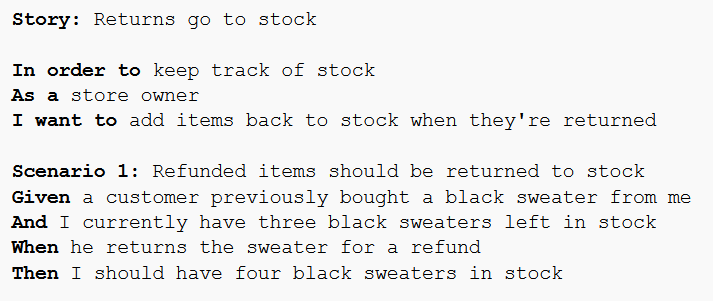 Story: Returns go to stock
In order to keep track of stock
As a store owner
I want to add items back to stock when they're returned
Scenario 1: Refunded items should be returned to stock
Given a customer previously bought a black sweater from me
And I currently have three black sweaters left in stock
When he returns the sweater for a refund
Then I should have four black sweaters in stock